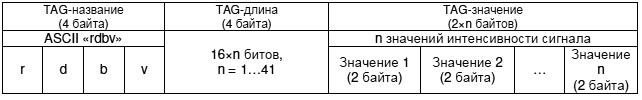 TAG-название
(4 байта)
TAG-длина
(4 байта)
TAG-значение
(2×n байтов)
ASCII «rdbv»
16×n битов,
n = 1…41
n значений интенсивности сигнала
r
d
b
v
Значение 1
(2 байта)
Значение 2
(2 байта)
…
Значение
n
(2 байта)